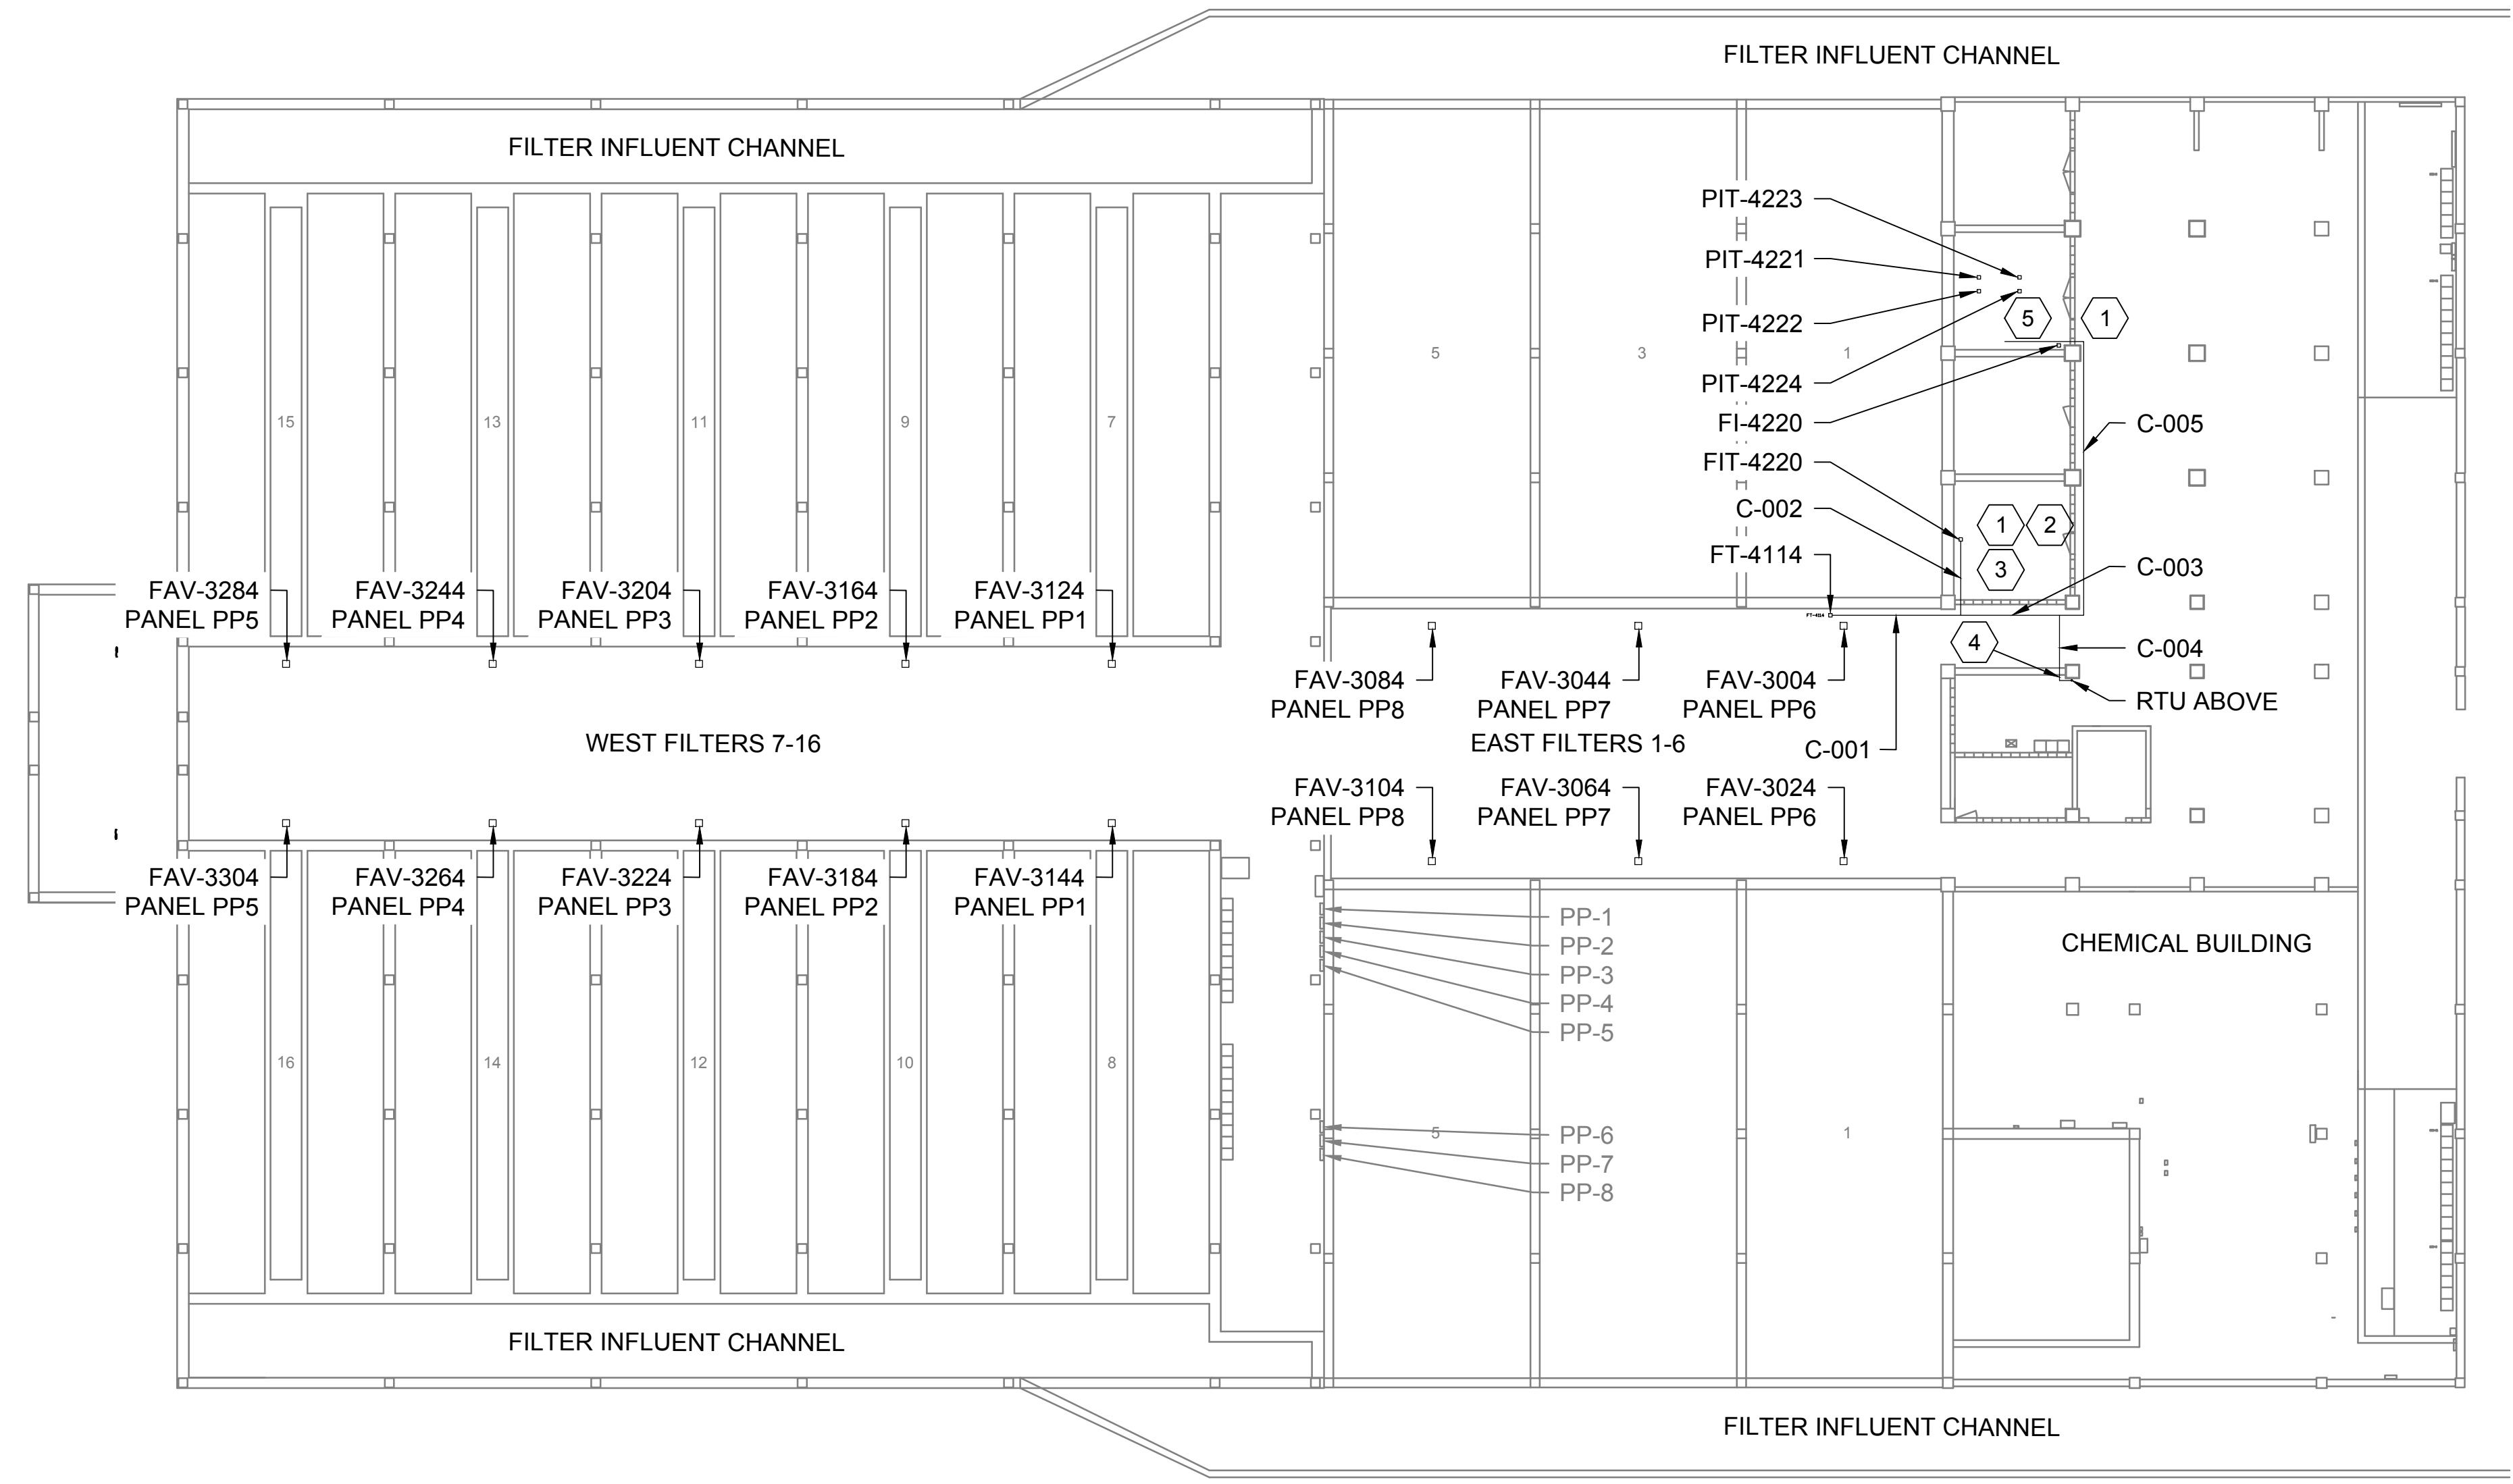 FILTER INFLUENT CHANNEL
FILTER INFLUENT CHANNEL
PIT-4223
PIT-4221
PIT-4222
PIT-4224
FI-4220
FIT-4220
C-002
FT-4114
FT-4114
5
1
1
2
3
4
C-005
C-003
C-004
RTU ABOVE
C-001
5
3
1
15
13
11
9
7
FAV-3284
PANEL PP5
FAV-3244
PANEL PP4
FAV-3204
PANEL PP3
FAV-3164
PANEL PP2
FAV-3124
PANEL PP1
FAV-3084
PANEL PP8
FAV-3044
PANEL PP7
FAV-3004
PANEL PP6
WEST FILTERS 7-16
EAST FILTERS 1-6
FAV-3104
PANEL PP8
FAV-3064
PANEL PP7
FAV-3024
PANEL PP6
FAV-3304
PANEL PP5
FAV-3264
PANEL PP4
FAV-3224
PANEL PP3
FAV-3184
PANEL PP2
FAV-3144
PANEL PP1
PP-1
PP-2
PP-3
PP-4
PP-5
CHEMICAL BUILDING
16
14
12
10
8
5
1
PP-6
PP-7
PP-8
FILTER INFLUENT CHANNEL
FILTER INFLUENT CHANNEL